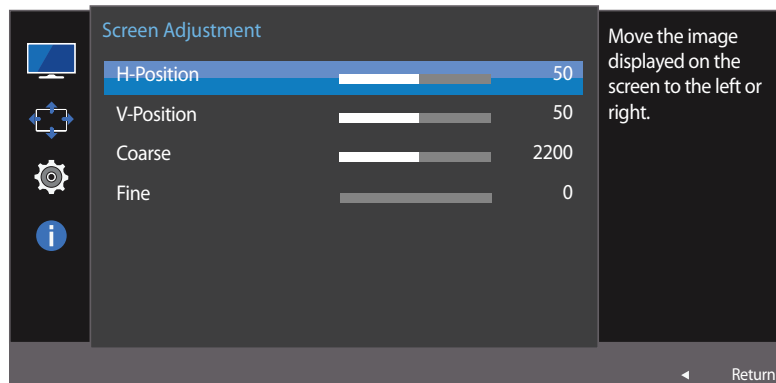 Screen Adjustment
H-Position 50
V-Position 50
Coarse 2200
Fine 0
Move the image
displayed on the
screen to the left or
right.
Return